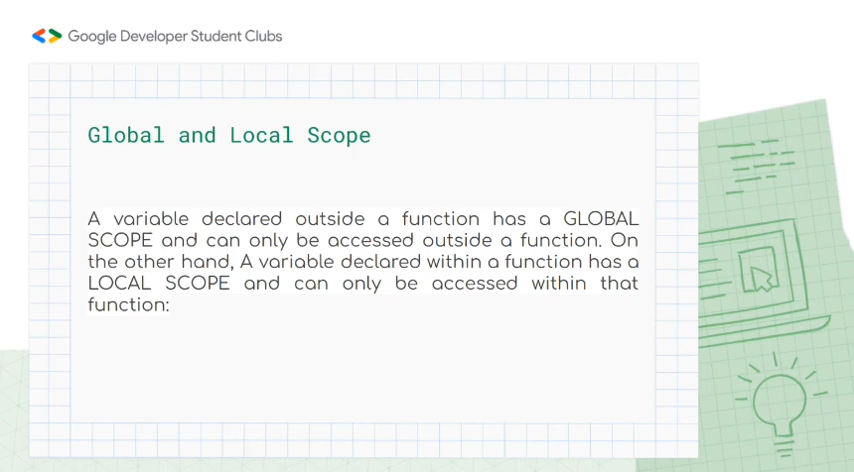 Google Developer Student Clubs
Global and Local Scope
A variable declared outside a function has a GLOBAL
SCOPE and can only be accessed outside a function. On
the other hand, A variable declared within a function has a
LOCAL SCOPE and can only be accessed within that
function: